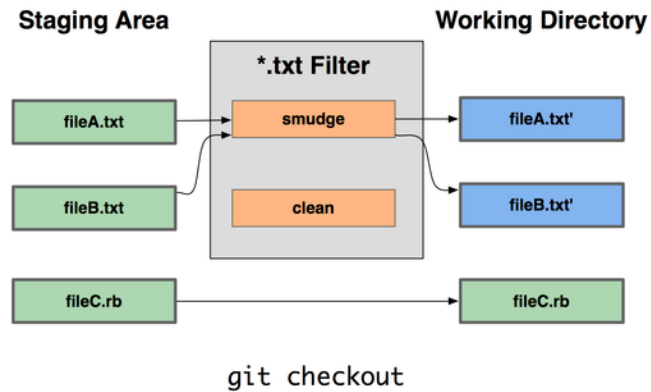 Staging Area
Working Directory
*.txt Filter
fileA.txt
smudge
fileA.txt'
fileB.txt
clean
fileB.txt'
fileC.rb
fileC.rb
git checkout